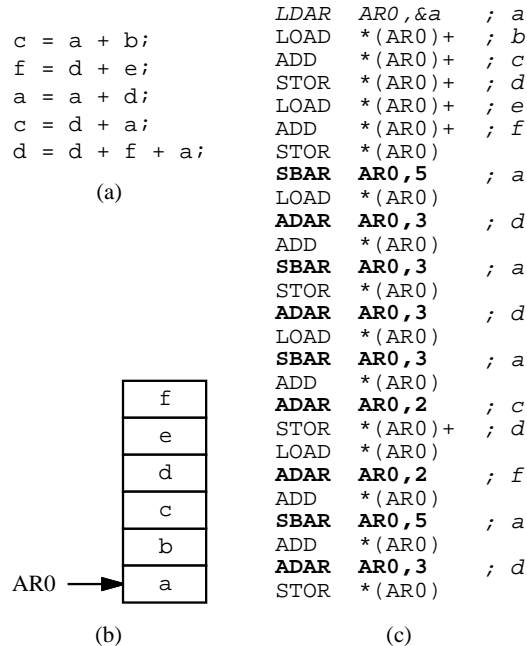 c = a + b;
f = d + e;
a = a + d;
c = d + a;
d = d + f + a;
(a)
f
e
d
c
b
AR0
a
(b)
LDAR AR0,&a ; a
LOAD *(AR0)+ ; b
ADD *(AR0)+ ; c
STOR *(AR0)+ ; d
LOAD *(AR0)+ ; e
ADD *(AR0)+ ; f
STOR *(AR0)
SBAR AR0,5 ; a
LOAD *(AR0)
ADAR AR0,3 ; d
ADD *(AR0)
SBAR AR0,3 ; a
STOR *(AR0)
ADAR AR0,3 ; d
LOAD *(AR0)
SBAR AR0,3 ; a
ADD *(AR0)
ADAR AR0,2 ; c
STOR *(AR0)+ ; d
LOAD *(AR0)
ADAR AR0,2 ; f
ADD *(AR0)
SBAR AR0,5 ; a
ADD *(AR0)
ADAR AR0,3 ; d
STOR *(AR0)
(c)